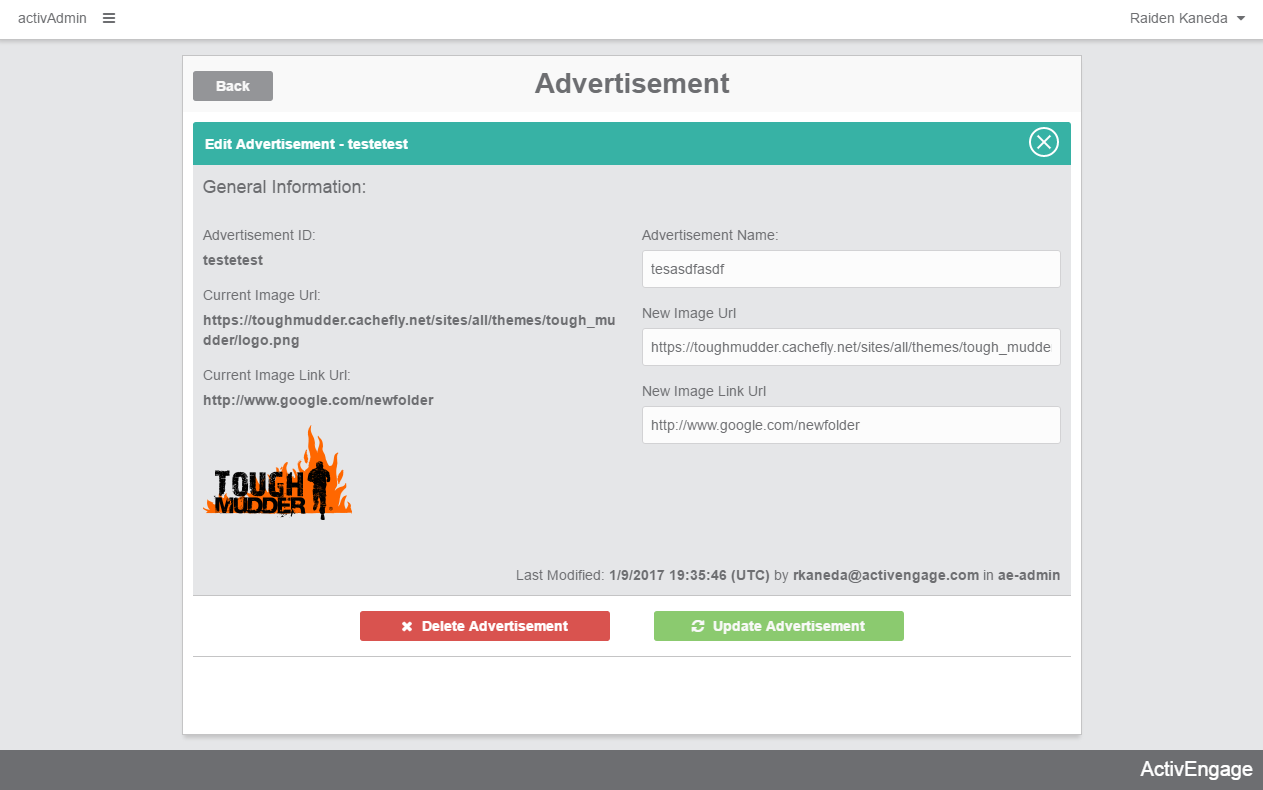 activAdmin
Raiden Kaneda
Back
Advertisement
Edit Advertisement - testetest
General Information:
Advertisement ID:
testetest
Current Image Url:
https://toughmudder.cachefly.net/sites/all/themes/tough_mu
dder/logo.png
Current Image Link Url:
http://www.google.com/newfolder
TOUGH
MUDDER
Advertisement Name:
tesasdfasdf
New Image Url
https://toughmudder.cachefly.net/sites/all/themes/tough_mudde
New Image Link Url
http://www.google.com/newfolder
Last Modified: 1/9/2017 19:35:46 (UTC) by rkaneda@activengage.com in ae-admin
Delete Advertisement
Update Advertisement
ActivEngage